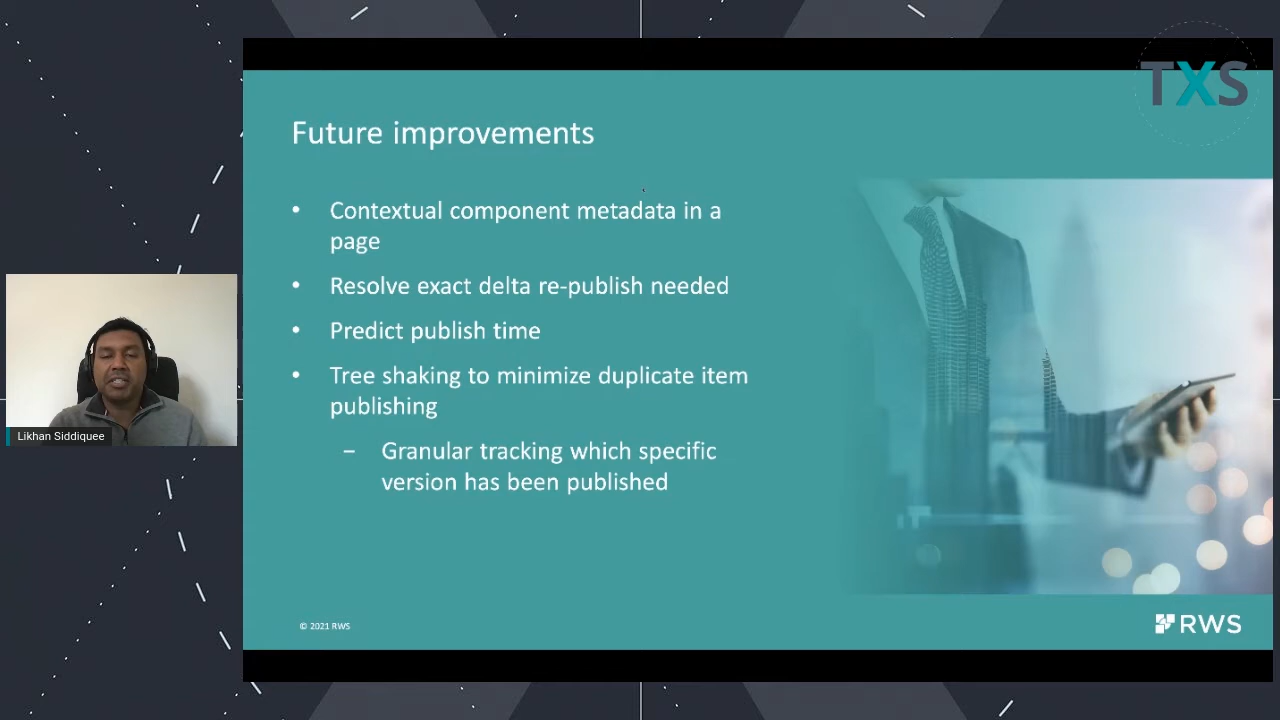 TXS
Future improvements
• Contextual component metadata in a
page
• Resolve exact delta re-publish needed
• Predict publish time
• Tree shaking to minimize duplicate item
publishing
– Granular tracking which specific
version has been published
Likhan Siddiquee
© 2021 RWS
RWS